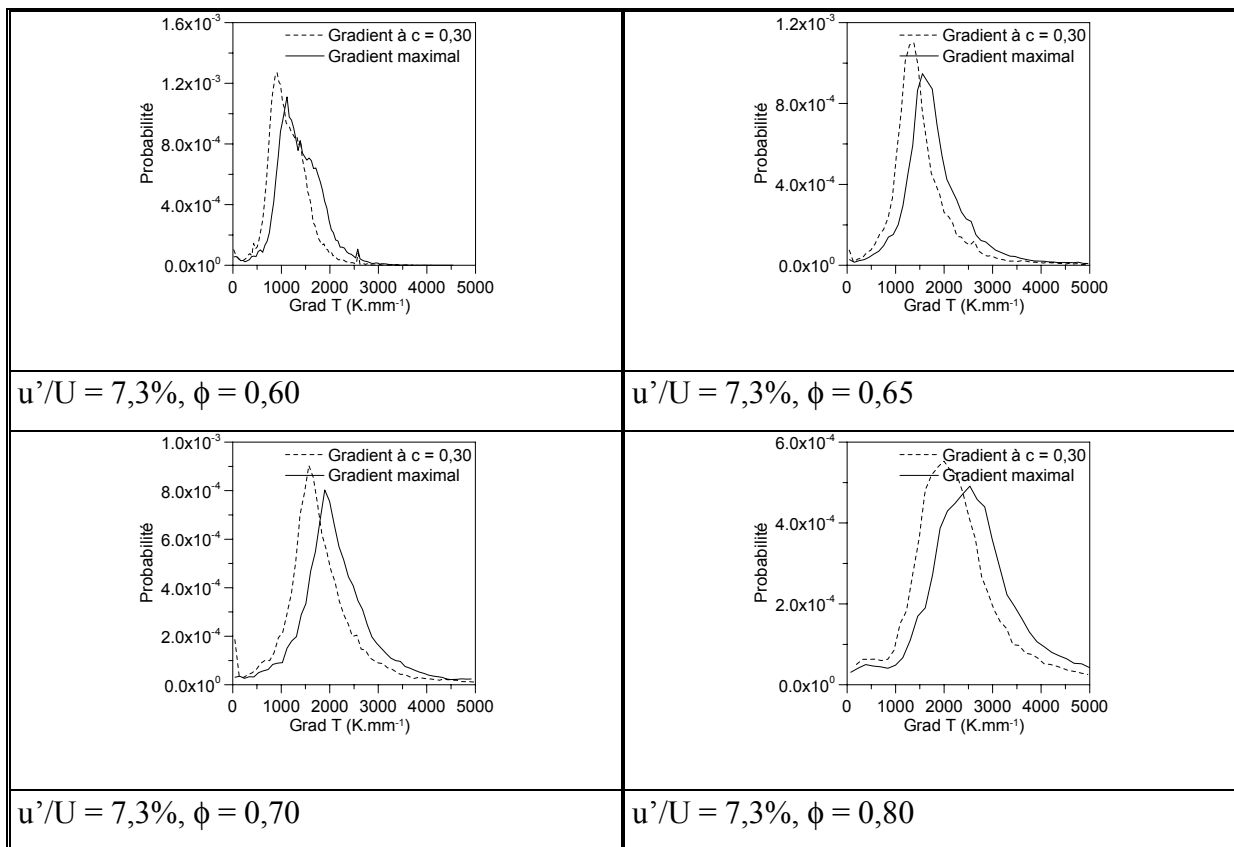 1.6x10⁻³
Gradient à c = 0,30
Gradient maximal
1.2x10⁻³
8.0x10⁻⁴
4.0x10⁻⁴
0.0x10⁰
Probabilité
0 1000 2000 3000 4000 5000
Grad T (K.mm⁻¹)
1.2x10⁻³
Gradient à c = 0,30
Gradient maximal
8.0x10⁻⁴
4.0x10⁻⁴
0.0x10⁰
Probabilité
0 1000 2000 3000 4000 5000
Grad T (K.mm⁻¹)
u’/U = 7,3%, ϕ = 0,60
u’/U = 7,3%, ϕ = 0,65
1.0x10⁻³
Gradient à c = 0,30
Gradient maximal
8.0x10⁻⁴
6.0x10⁻⁴
4.0x10⁻⁴
2.0x10⁻⁴
0.0x10⁰
Probabilité
0 1000 2000 3000 4000 5000
Grad T (K.mm⁻¹)
6.0x10⁻⁴
Gradient à c = 0,30
Gradient maximal
4.0x10⁻⁴
2.0x10⁻⁴
0.0x10⁰
Probabilité
0 1000 2000 3000 4000 5000
Grad T (K.mm⁻¹)
u’/U = 7,3%, ϕ = 0,70
u’/U = 7,3%, ϕ = 0,80